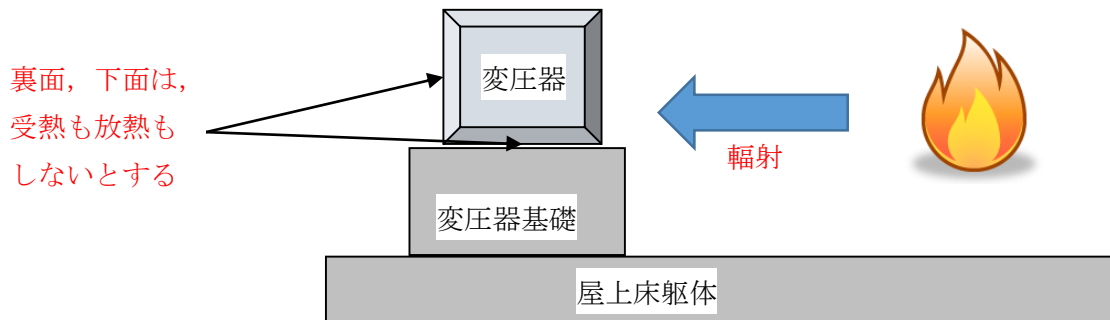 変圧器
裏面，下面は，
受熱も放熱も
しないとする
輻射
変圧器基礎
屋上床躯体